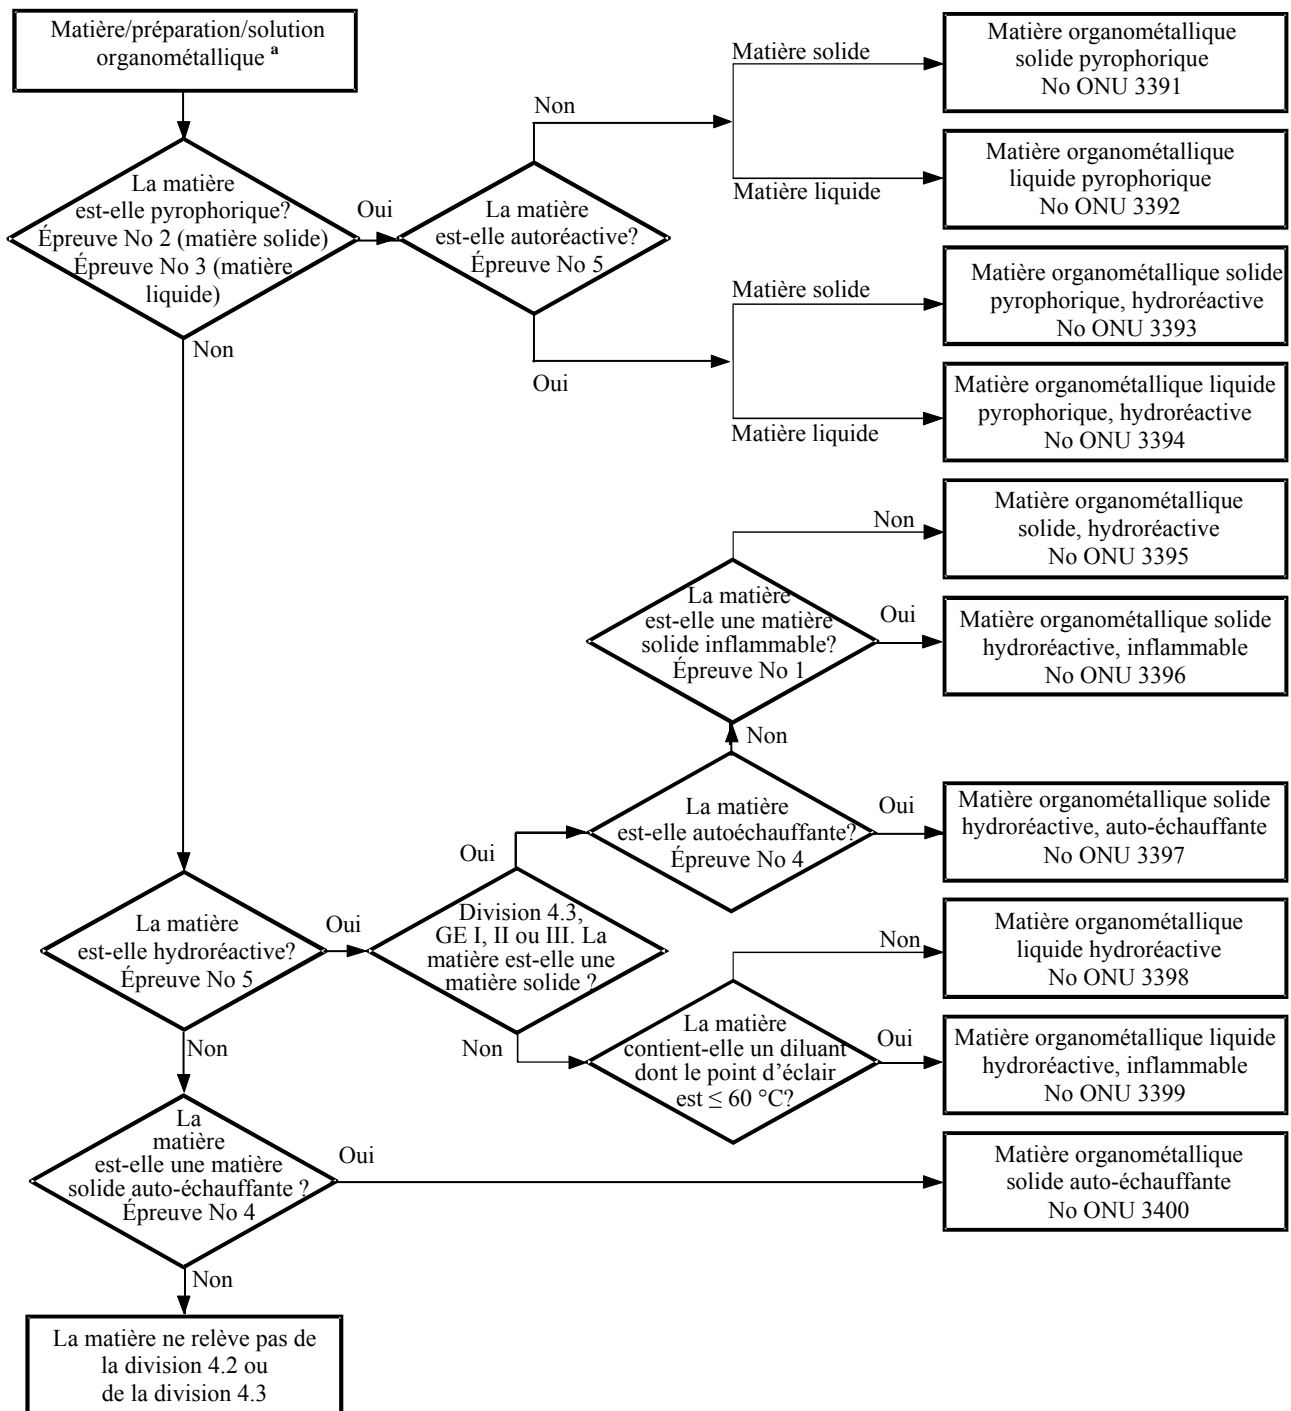 Matière/préparation/solution
organométallique a
La matière
est-elle pyrophorique?
Épreuve No 2 (matière solide)
Épreuve No 3 (matière
liquide)
Oui
Non
La matière
est-elle autoréactive?
Épreuve No 5
Non
Oui
Matière solide
Matière liquide
Matière solide
Matière liquide
Matière organométallique
solide pyrophorique
No ONU 3391
Matière organométallique
liquide pyrophorique
No ONU 3392
Matière organométallique solide
pyrophorique, hydroréactive
No ONU 3393
Matière organométallique liquide
pyrophorique, hydroréactive
No ONU 3394
Non
Matière organométallique
solide, hydroréactive
No ONU 3395
La matière
est-elle une matière
solide inflammable?
Épreuve No 1
Oui
Matière organométallique solide
hydroréactive, inflammable
No ONU 3396
Non
La matière
est-elle autoéchauffante?
Épreuve No 4
Oui
Matière organométallique solide
hydroréactive, auto-échauffante
No ONU 3397
La matière
est-elle hydroréactive?
Épreuve No 5
Oui
Non
Division 4.3,
GE I, II ou III. La
matière est-elle une
matière solide ?
Oui
Non
La matière
contient-elle un diluant
dont le point d’éclair
est ≤ 60 °C?
Non
Oui
Matière organométallique
liquide hydroréactive
No ONU 3398
Matière organométallique liquide
hydroréactive, inflammable
No ONU 3399
La
matière
est-elle une matière
solide auto-échauffante ?
Épreuve No 4
Oui
Non
Matière organométallique
solide auto-échauffante
No ONU 3400
La matière ne relève pas de
la division 4.2 ou
de la division 4.3